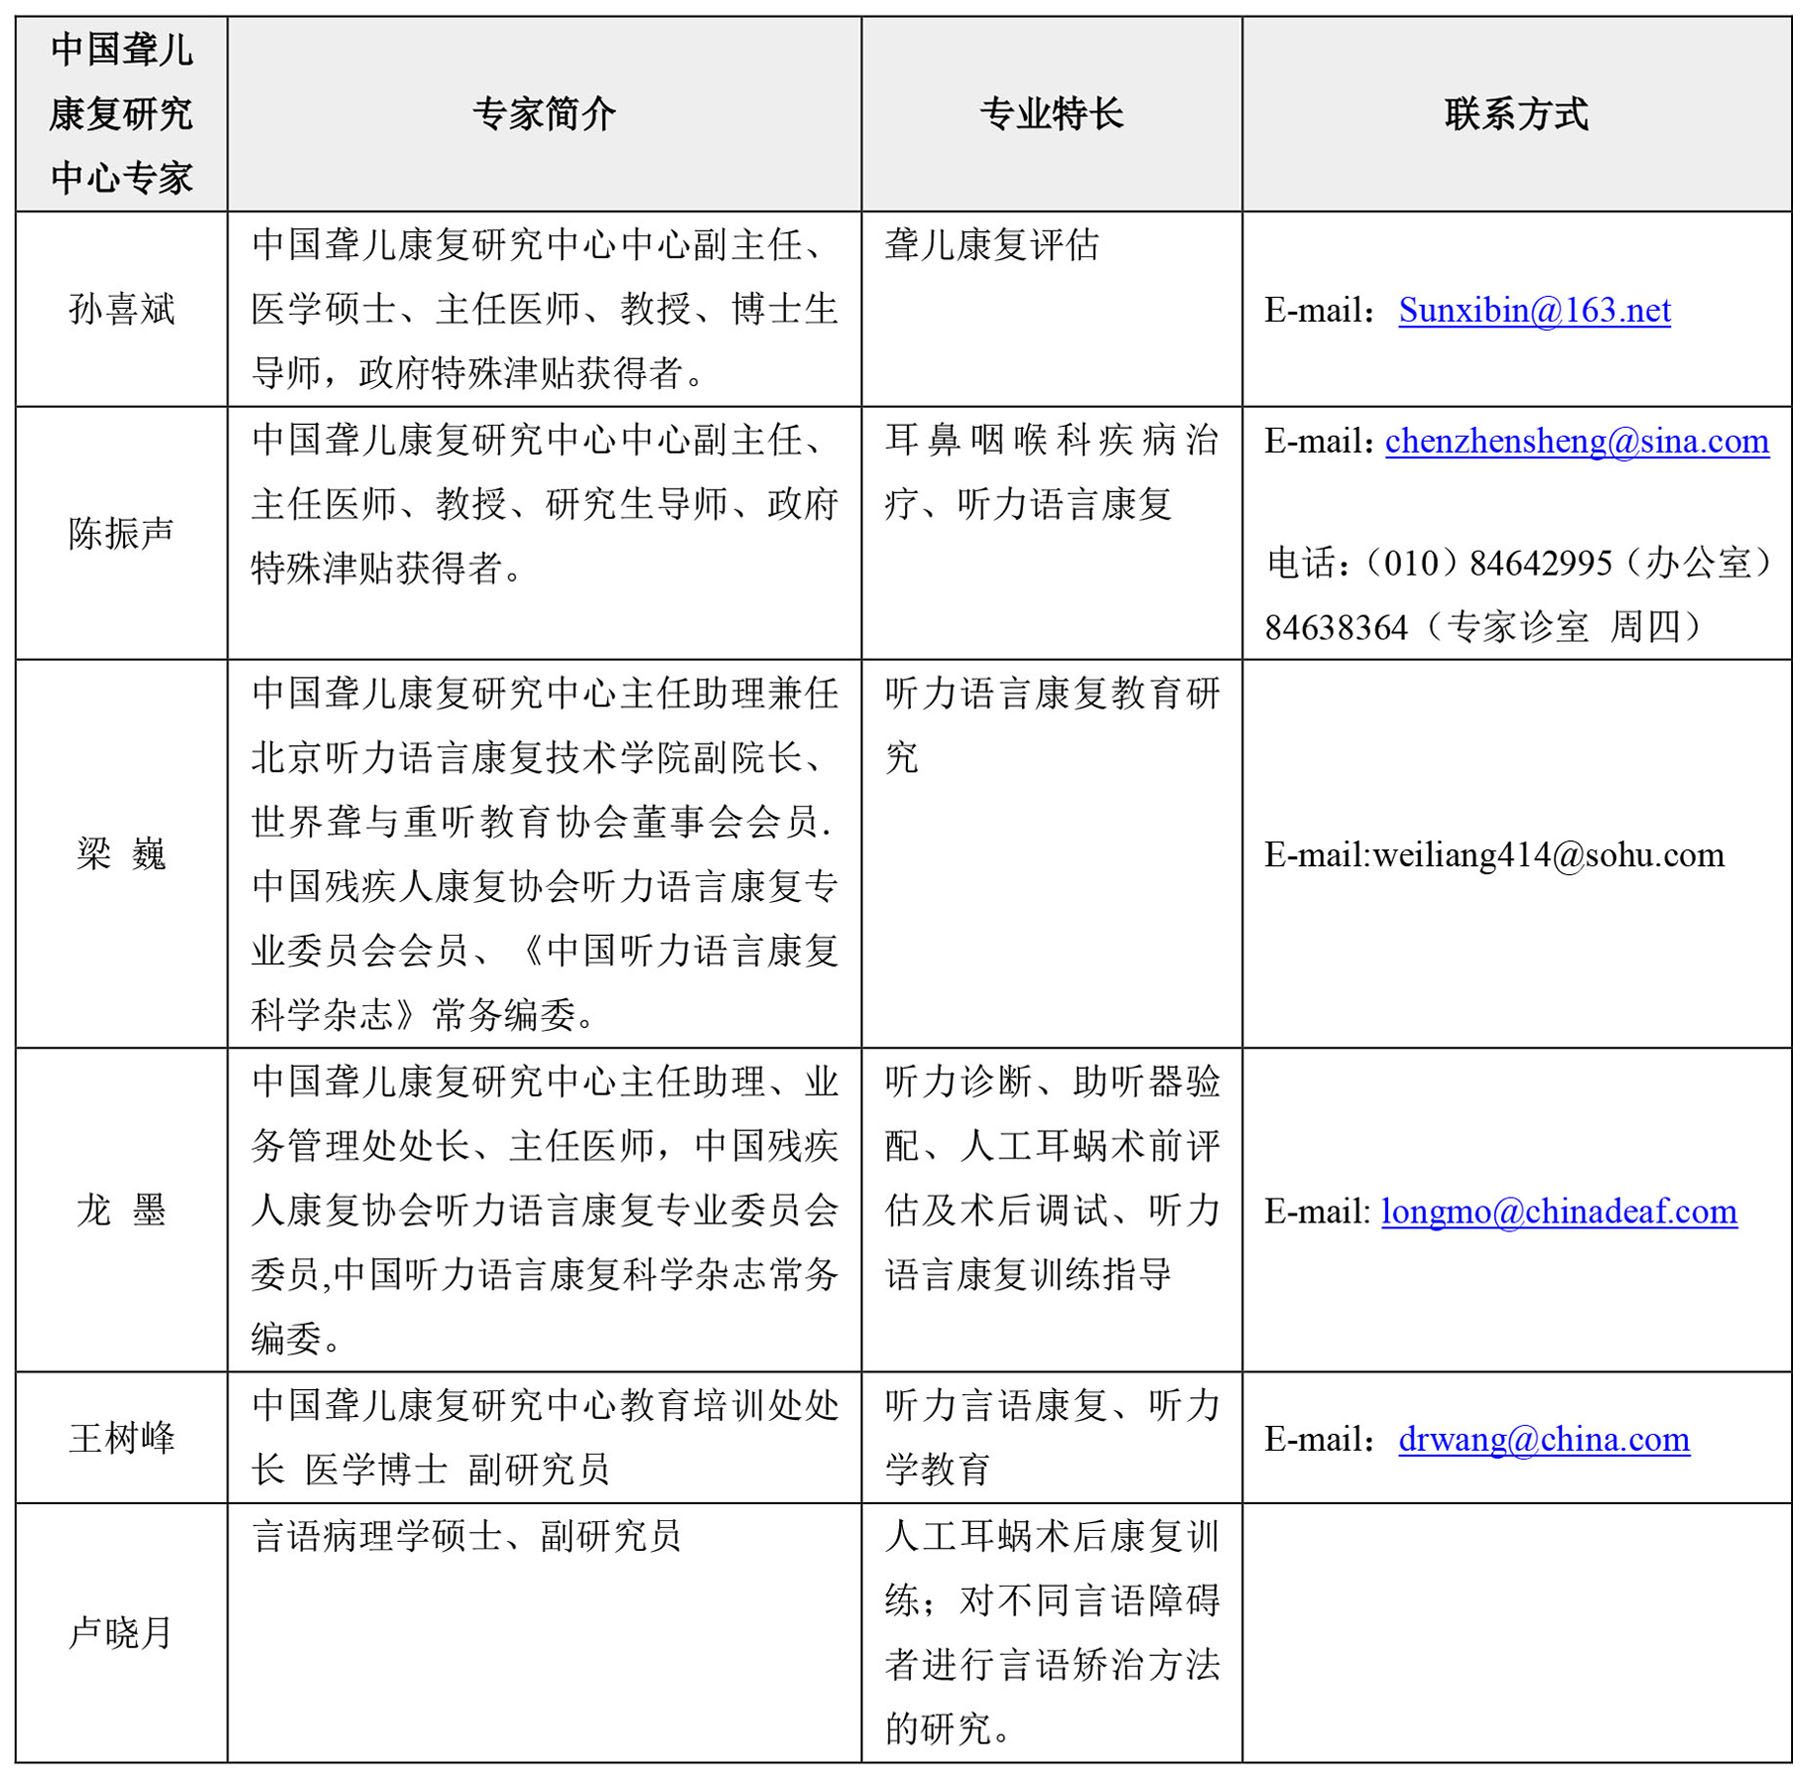 中国聋儿
康复研究
中心专家
专家简介
专业特长
联系方式
孙喜斌
中国聋儿康复研究中心中心副主任、
医学硕士、主任医师、教授、博士生
导师，政府特殊津贴获得者。
聋儿康复评估
E-mail： Sunxibin@163.net
陈振声
中国聋儿康复研究中心中心副主任、
主任医师、教授、研究生导师、政府
特殊津贴获得者。
耳鼻咽喉科疾病治
疗、听力语言康复
E-mail：chenzhensheng@sina.com
电话：（010）84642995（办公室）
84638364（专家诊室 周四）
梁 巍
中国聋儿康复研究中心主任助理兼任
北京听力语言康复技术学院副院长、
世界聋与重听教育协会董事会会员.
中国残疾人康复协会听力语言康复专
业委员会会员、《中国听力语言康复
科学杂志》常务编委。
听力语言康复教育研
究
E-mail:weiliang414@sohu.com
龙 墨
中国聋儿康复研究中心主任助理、业
务管理处处长、主任医师，中国残疾
人康复协会听力语言康复专业委员会
委员,中国听力语言康复科学杂志常务
编委。
听力诊断、助听器验
配、人工耳蜗术前评
估及术后调试、听力
语言康复训练指导
E-mail: longmo@chinadeaf.com
王树峰
中国聋儿康复研究中心教育培训处处
长 医学博士 副研究员
听力言语康复、听力
学教育
E-mail： drwang@china.com
卢晓月
言语病理学硕士、副研究员
人工耳蜗术后康复训
练；对不同言语障碍
者进行言语矫治方法
的研究。